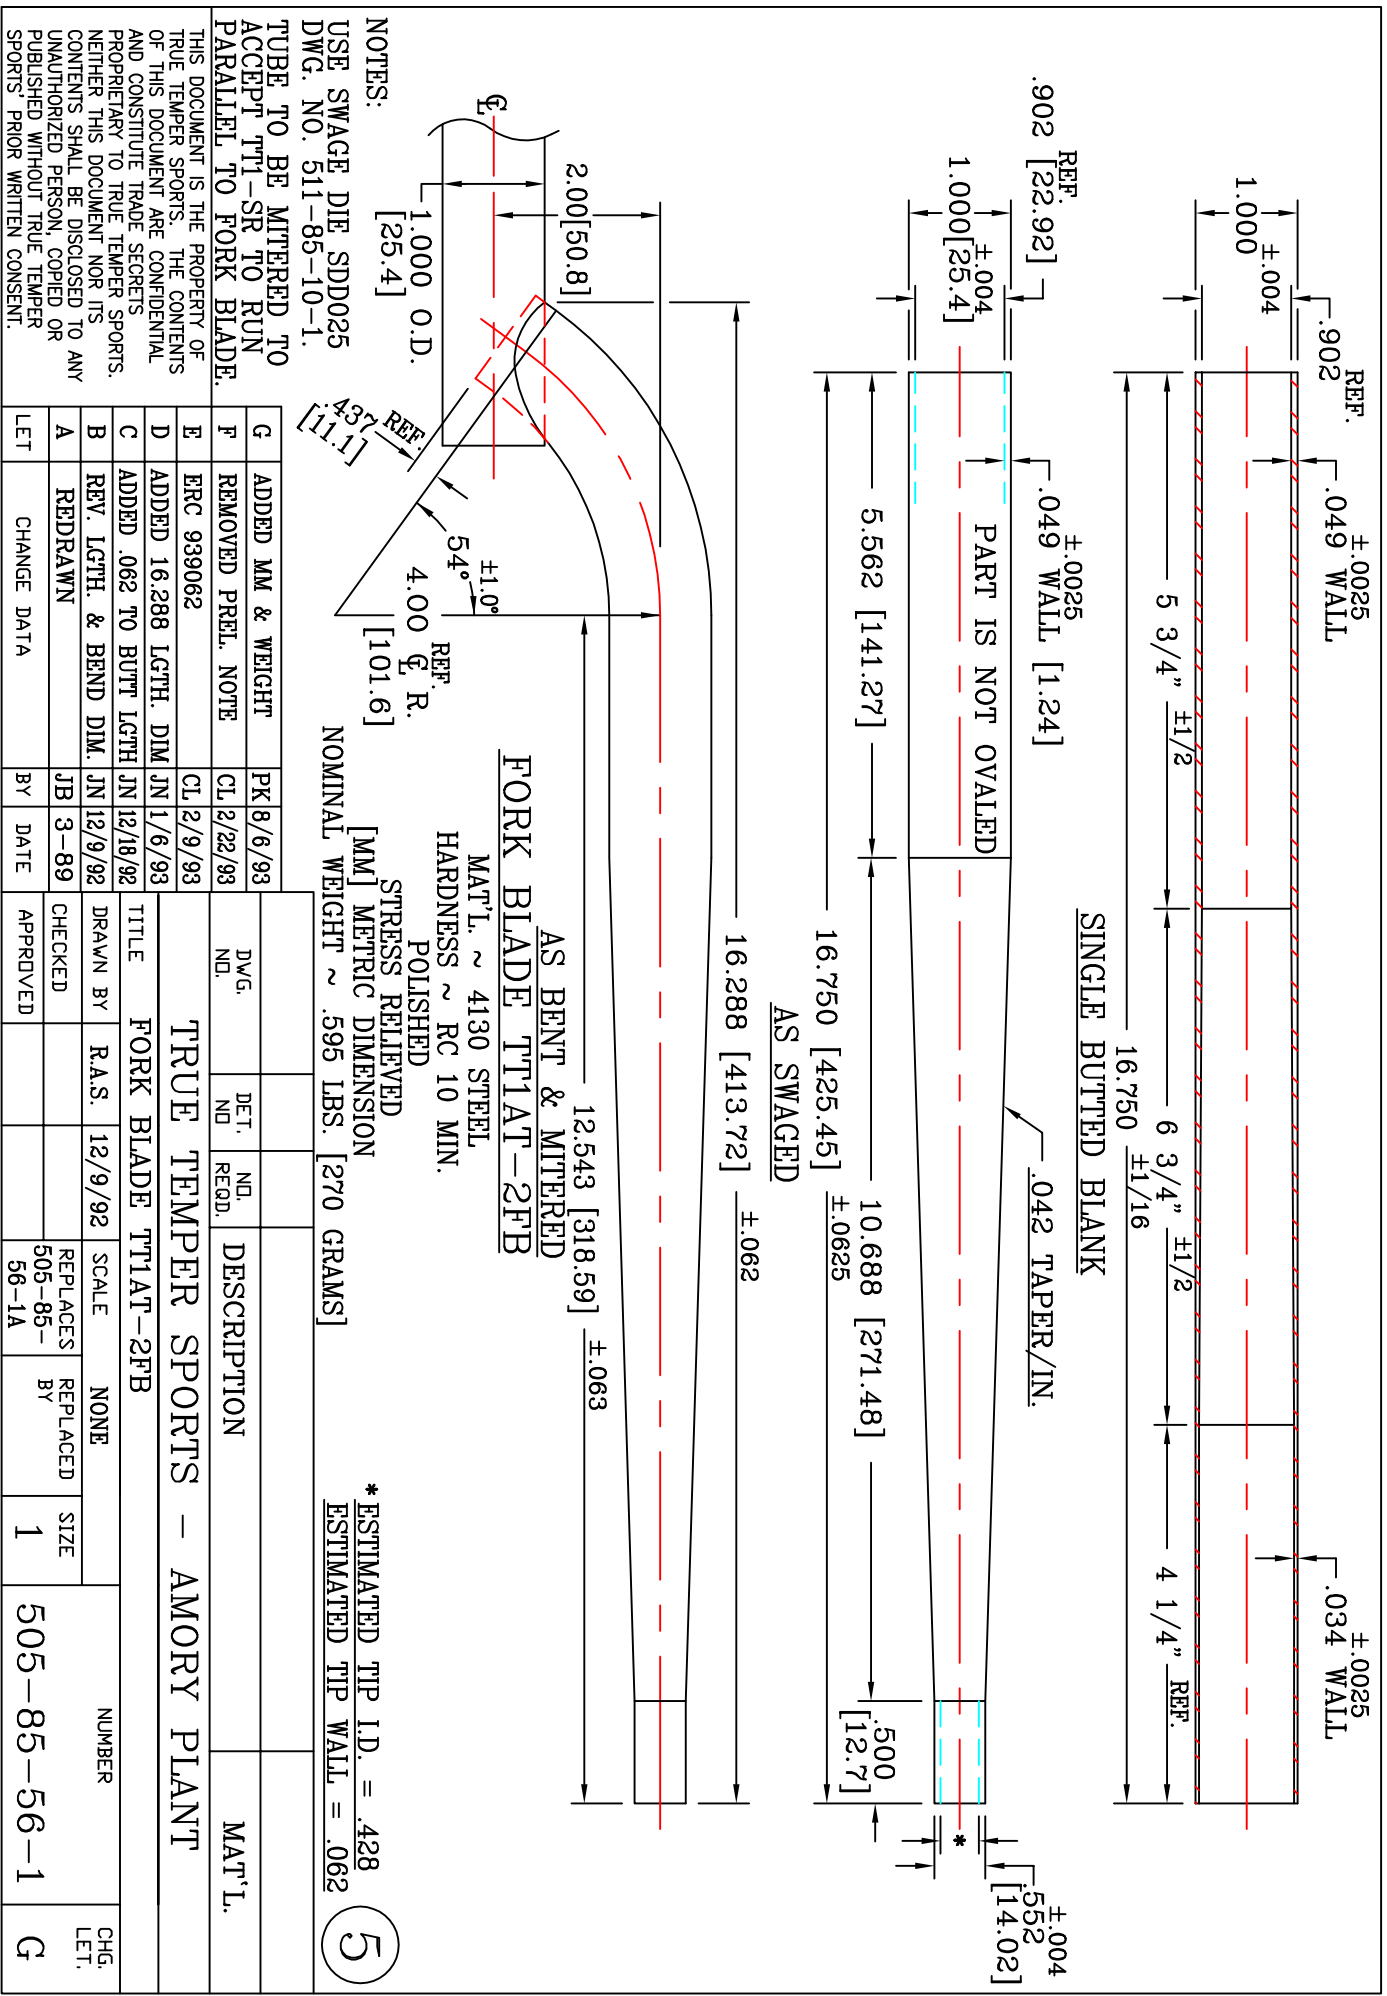 REF.
.902
±.004
1.000
±.0025
.049 WALL
5 3/4" ±1/2
6 3/4" ±1/2
4 1/4" REF.
±.0025
.034 WALL
16.750 ±1/16
SINGLE BUTTED BLANK
REF.
.902 [22.92]
±.004
1.000[25.4]
±.0025
.049 WALL [1.24]
PART IS NOT OVALED
.042 TAPER/IN.
5.562 [141.27]
10.688 [271.48]
.500
[12.7]
±.004
.552
[14.02]
*
16.750 [425.45] ±.0625
AS SWAGED
16.288 [413.72] ±.062
2.00[50.8]
℄
1.000 O.D.
[25.4]
.437 REF.
[11.1]
±1.0°
54°
REF.
4.00 ℄ R.
[101.6]
12.543 [318.59] ±.063
AS BENT & MITERED
FORK BLADE TT1AT-2FB
MAT'L. ~ 4130 STEEL
HARDNESS ~ RC 10 MIN.
POLISHED
STRESS RELIEVED
[MM] METRIC DIMENSION
NOMINAL WEIGHT ~ .595 LBS. [270 GRAMS]
* ESTIMATED TIP I.D. = .428
ESTIMATED TIP WALL = .062
5
NOTES:
USE SWAGE DIE SDD025
DWG. NO. 511-85-10-1.
TUBE TO BE MITERED TO
ACCEPT TT1-SR TO RUN
PARALLEL TO FORK BLADE.
THIS DOCUMENT IS THE PROPERTY OF
TRUE TEMPER SPORTS. THE CONTENTS
OF THIS DOCUMENT ARE CONFIDENTIAL
AND CONSTITUTE TRADE SECRETS
PROPRIETARY TO TRUE TEMPER SPORTS.
NEITHER THIS DOCUMENT NOR ITS
CONTENTS SHALL BE DISCLOSED TO ANY
UNAUTHORIZED PERSON, COPIED OR
PUBLISHED WITHOUT TRUE TEMPER
SPORTS' PRIOR WRITTEN CONSENT.
G ADDED MM & WEIGHT PK 8/6/93
F REMOVED PREL. NOTE CL 2/22/93
E ERC 939062 CL 2/9/93
D ADDED 16.288 LGTH. DIM JN 1/6/93
C ADDED .062 TO BUTT LGTH JN 12/18/92
B REV. LGTH. & BEND DIM. JN 12/9/92
A REDRAWN JB 3-89
LET CHANGE DATA BY DATE
DWG. NO. DET. NO NO. REQD. DESCRIPTION MAT'L.
TRUE TEMPER SPORTS - AMORY PLANT
TITLE FORK BLADE TT1AT-2FB
DRAWN BY R.A.S. 12/9/92 SCALE NONE
CHECKED
APPROVED
REPLACES
505-85-
56-1A
REPLACED
BY
SIZE
1
NUMBER
505-85-56-1
CHG.
LET.
G